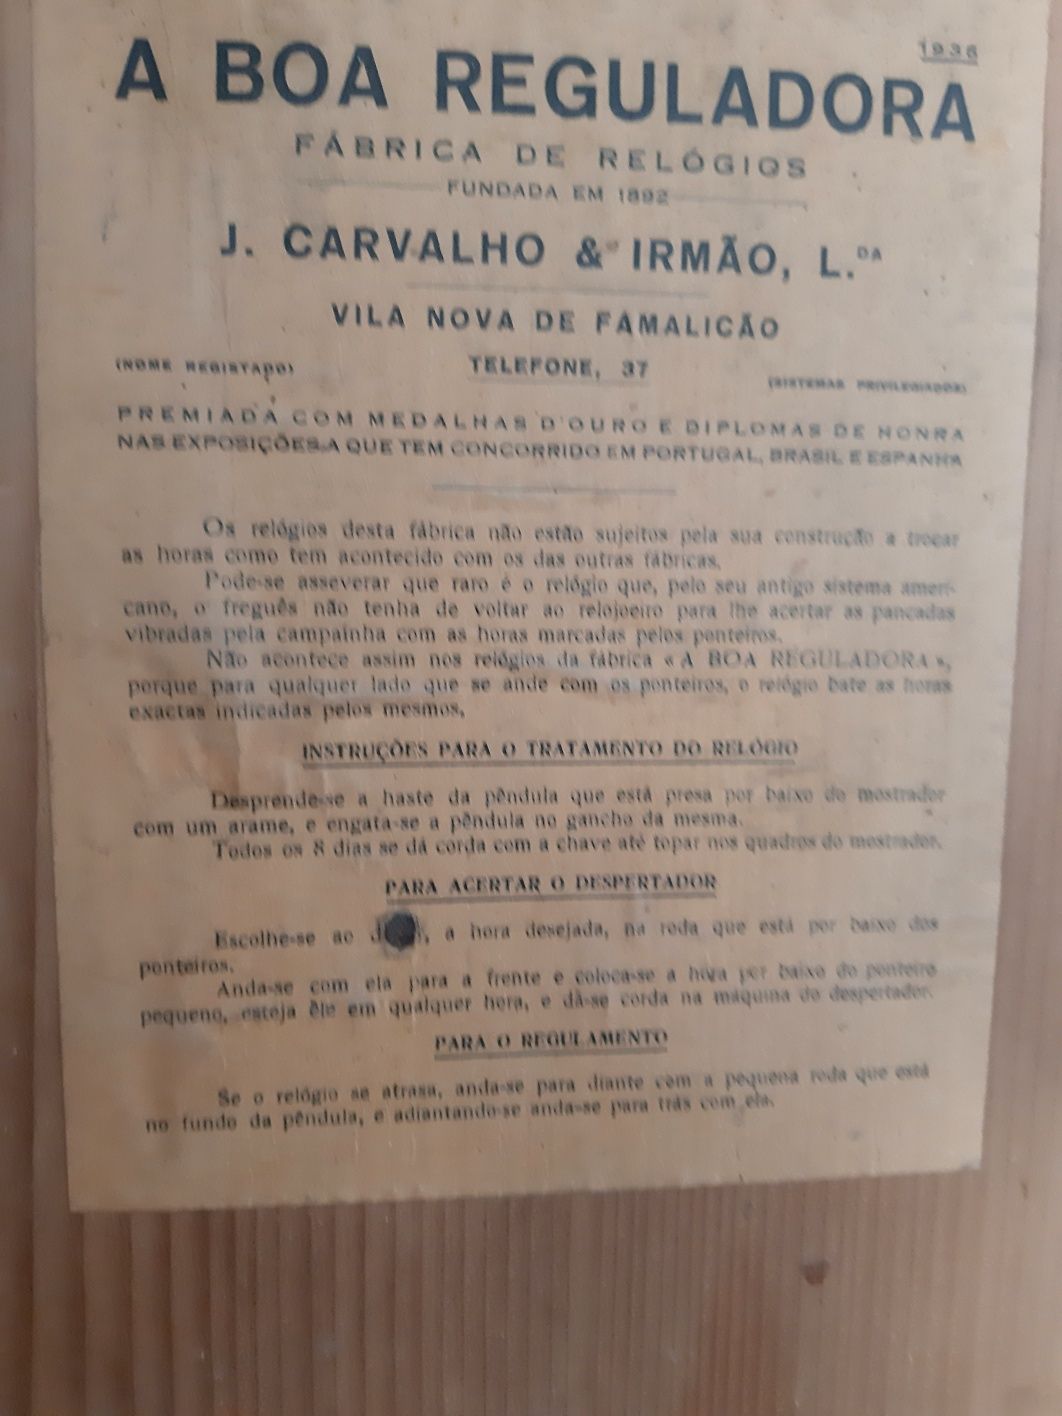 1936
A BOA REGULADORA
FÁBRICA DE RELÓGIOS
FUNDADA EM 1892
J. CARVALHO & IRMÃO, L.DA
VILA NOVA DE FAMALICÃO
(NOME REGISTADO) TELEFONE, 37 (SISTEMAS PRIVILEGIADOS)
PREMIADA COM MEDALHAS D'OURO E DIPLOMAS DE HONRA
NAS EXPOSIÇÕES A QUE TEM CONCORRIDO EM PORTUGAL, BRASIL E ESPANHA
Os relógios desta fábrica não estão sujeitos pela sua construção a trocar
as horas como tem acontecido com os das outras fábricas.
Pode-se asseverar que raro é o relógio que, pelo seu antigo sistema ameri-
cano, o freguês não tenha de voltar ao relojoeiro para lhe acertar as pancadas
vibradas pela campainha com as horas marcadas pelos ponteiros.
Não acontece assim nos relógios da fábrica «A BOA REGULADORA»,
porque para qualquer lado que se ande com os ponteiros, o relógio bate as horas
exactas indicadas pelos mesmos.
INSTRUÇÕES PARA O TRATAMENTO DO RELÓGIO
Desprende-se a haste da pêndula que está presa por baixo do mostrador
com um arame, e engata-se a pêndula no gancho da mesma.
Todos os 8 dias se dá corda com a chave até topar nos quadros do mostrador.
PARA ACERTAR O DESPERTADOR
Escolhe-se ao a hora desejada, na roda que está por baixo dos
ponteiros.
Anda-se com ela para a frente e coloca-se a hora por baixo do ponteiro
pequeno, esteja êle em qualquer hora, e dá-se corda na máquina do despertador.
PARA O REGULAMENTO
Se o relógio se atrasa, anda-se para diante com a pequena roda que está
no fundo da pêndula, e adiantando-se anda-se para trás com ela.